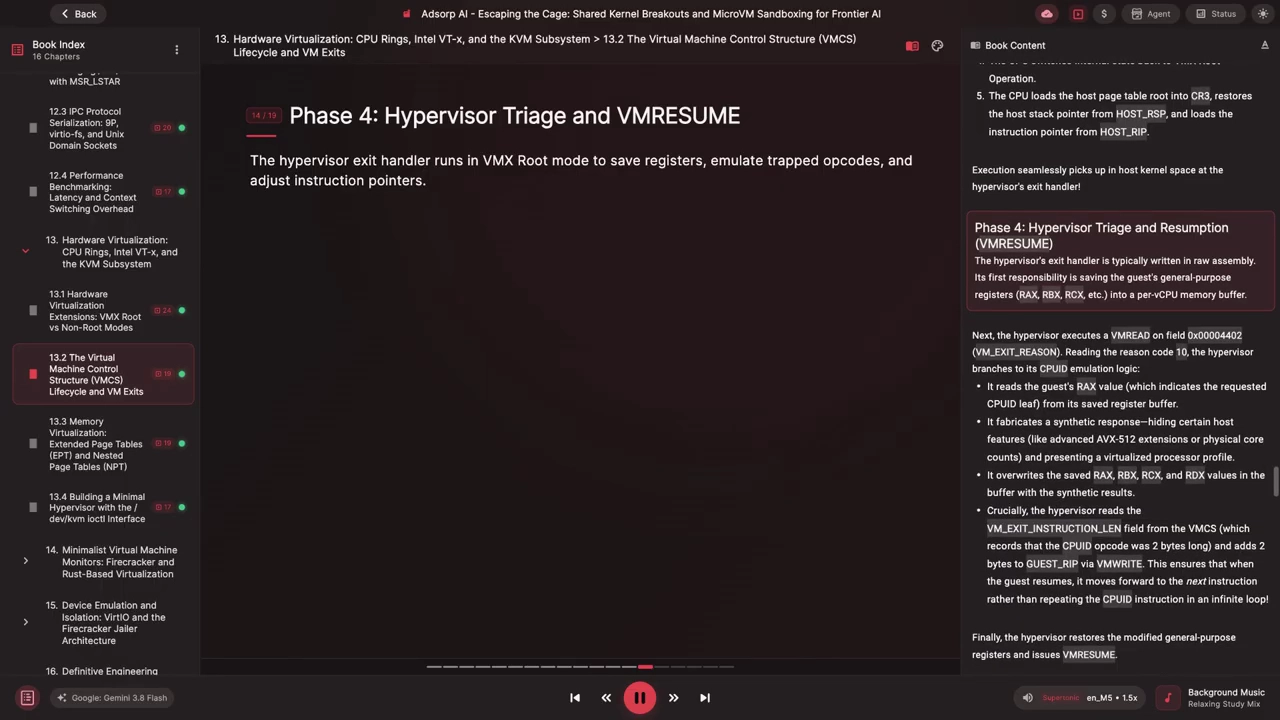 Back
Adsorp AI - Escaping the Cage: Shared Kernel Breakouts and MicroVM Sandboxing for Frontier AI
$
Agent
Status
Book Index
16 Chapters
with MSR_LSTAR
12.3 IPC Protocol
Serialization: 9P,
virtio-fs, and Unix
Domain Sockets
20
12.4 Performance
Benchmarking:
Latency and Context
Switching Overhead
17
13. Hardware Virtualization:
CPU Rings, Intel VT-x, and
the KVM Subsystem
13.1 Hardware
Virtualization
Extensions: VMX Root
vs Non-Root Modes
24
13.2 The Virtual
Machine Control
Structure (VMCS)
Lifecycle and VM Exits
19
13.3 Memory
Virtualization:
Extended Page Tables
(EPT) and Nested
Page Tables (NPT)
19
13.4 Building a Minimal
Hypervisor with the /
dev/kvm ioctl Interface
17
14. Minimalist Virtual Machine
Monitors: Firecracker and
Rust-Based Virtualization
15. Device Emulation and
Isolation: VirtIO and the
Firecracker Jailer
Architecture
16. Definitive Engineering
13. Hardware Virtualization: CPU Rings, Intel VT-x, and the KVM Subsystem > 13.2 The Virtual Machine Control Structure (VMCS)
Lifecycle and VM Exits
14 / 19
Phase 4: Hypervisor Triage and VMRESUME
The hypervisor exit handler runs in VMX Root mode to save registers, emulate trapped opcodes, and
adjust instruction pointers.
Book Content
Operation.
5. The CPU loads the host page table root into CR3, restores
the host stack pointer from HOST_RSP, and loads the
instruction pointer from HOST_RIP.
Execution seamlessly picks up in host kernel space at the
hypervisor's exit handler!
Phase 4: Hypervisor Triage and Resumption
(VMRESUME)
The hypervisor's exit handler is typically written in raw assembly.
Its first responsibility is saving the guest's general-purpose
registers (RAX, RBX, RCX, etc.) into a per-vCPU memory buffer.
Next, the hypervisor executes a VMREAD on field 0x00004402
(VM_EXIT_REASON). Reading the reason code 10, the hypervisor
branches to its CPUID emulation logic:
• It reads the guest's RAX value (which indicates the requested
CPUID leaf) from its saved register buffer.
• It fabricates a synthetic response—hiding certain host
features (like advanced AVX-512 extensions or physical core
counts) and presenting a virtualized processor profile.
• It overwrites the saved RAX, RBX, RCX, and RDX values in the
buffer with the synthetic results.
• Crucially, the hypervisor reads the
VM_EXIT_INSTRUCTION_LEN field from the VMCS (which
records that the CPUID opcode was 2 bytes long) and adds 2
bytes to GUEST_RIP via VMWRITE. This ensures that when
the guest resumes, it moves forward to the next instruction
rather than repeating the CPUID instruction in an infinite loop!
Finally, the hypervisor restores the modified general-purpose
registers and issues VMRESUME.
Google: Gemini 3.8 Flash
Supertonic en_M5 • 1.5x
Background Music
Relaxing Study Mix